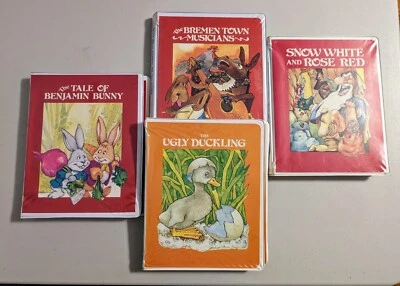 The TALE OF
BENJAMIN BUNNY
The BREMEN TOWN
MUSICIANS
SNOW WHITE
AND ROSE RED
THE
UGLY DUCKLING